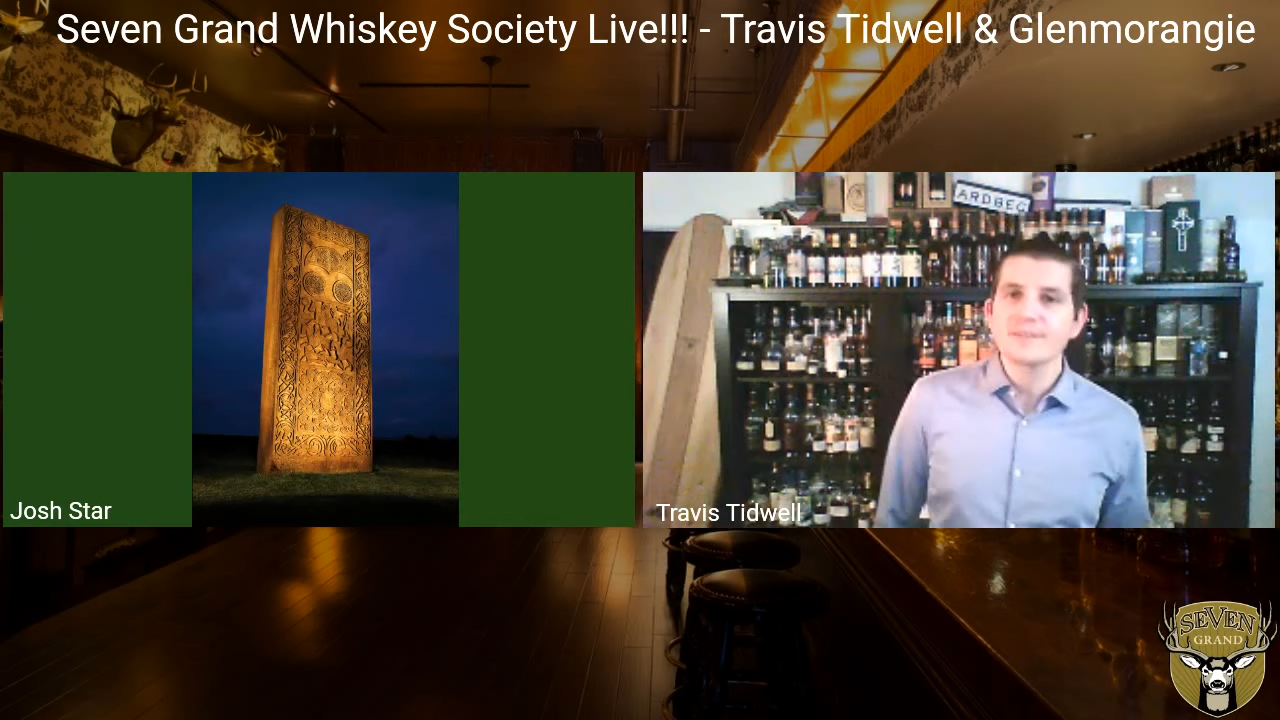 Seven Grand Whiskey Society Live!!! - Travis Tidwell & Glenmorangie
ARDBEG
Josh Star
Travis Tidwell
SEVEN
GRAND